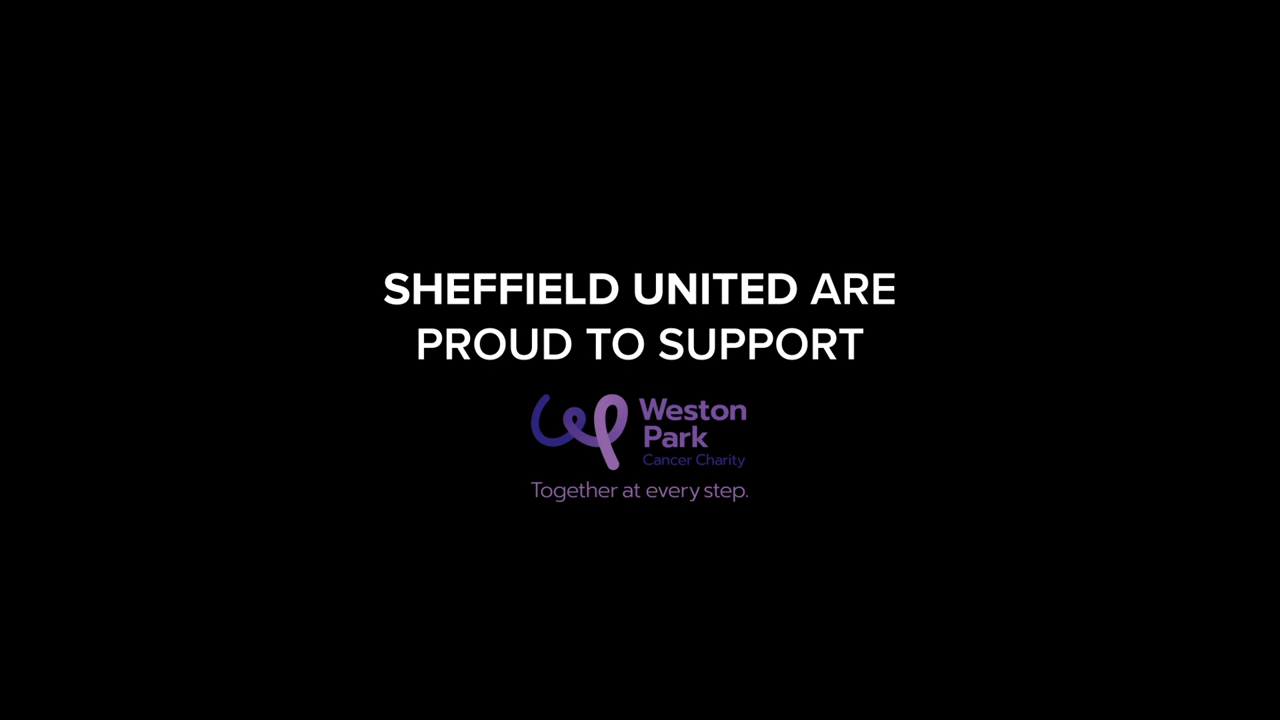 SHEFFIELD UNITED ARE
PROUD TO SUPPORT
Weston
Park
Cancer Charity
Together at every step.